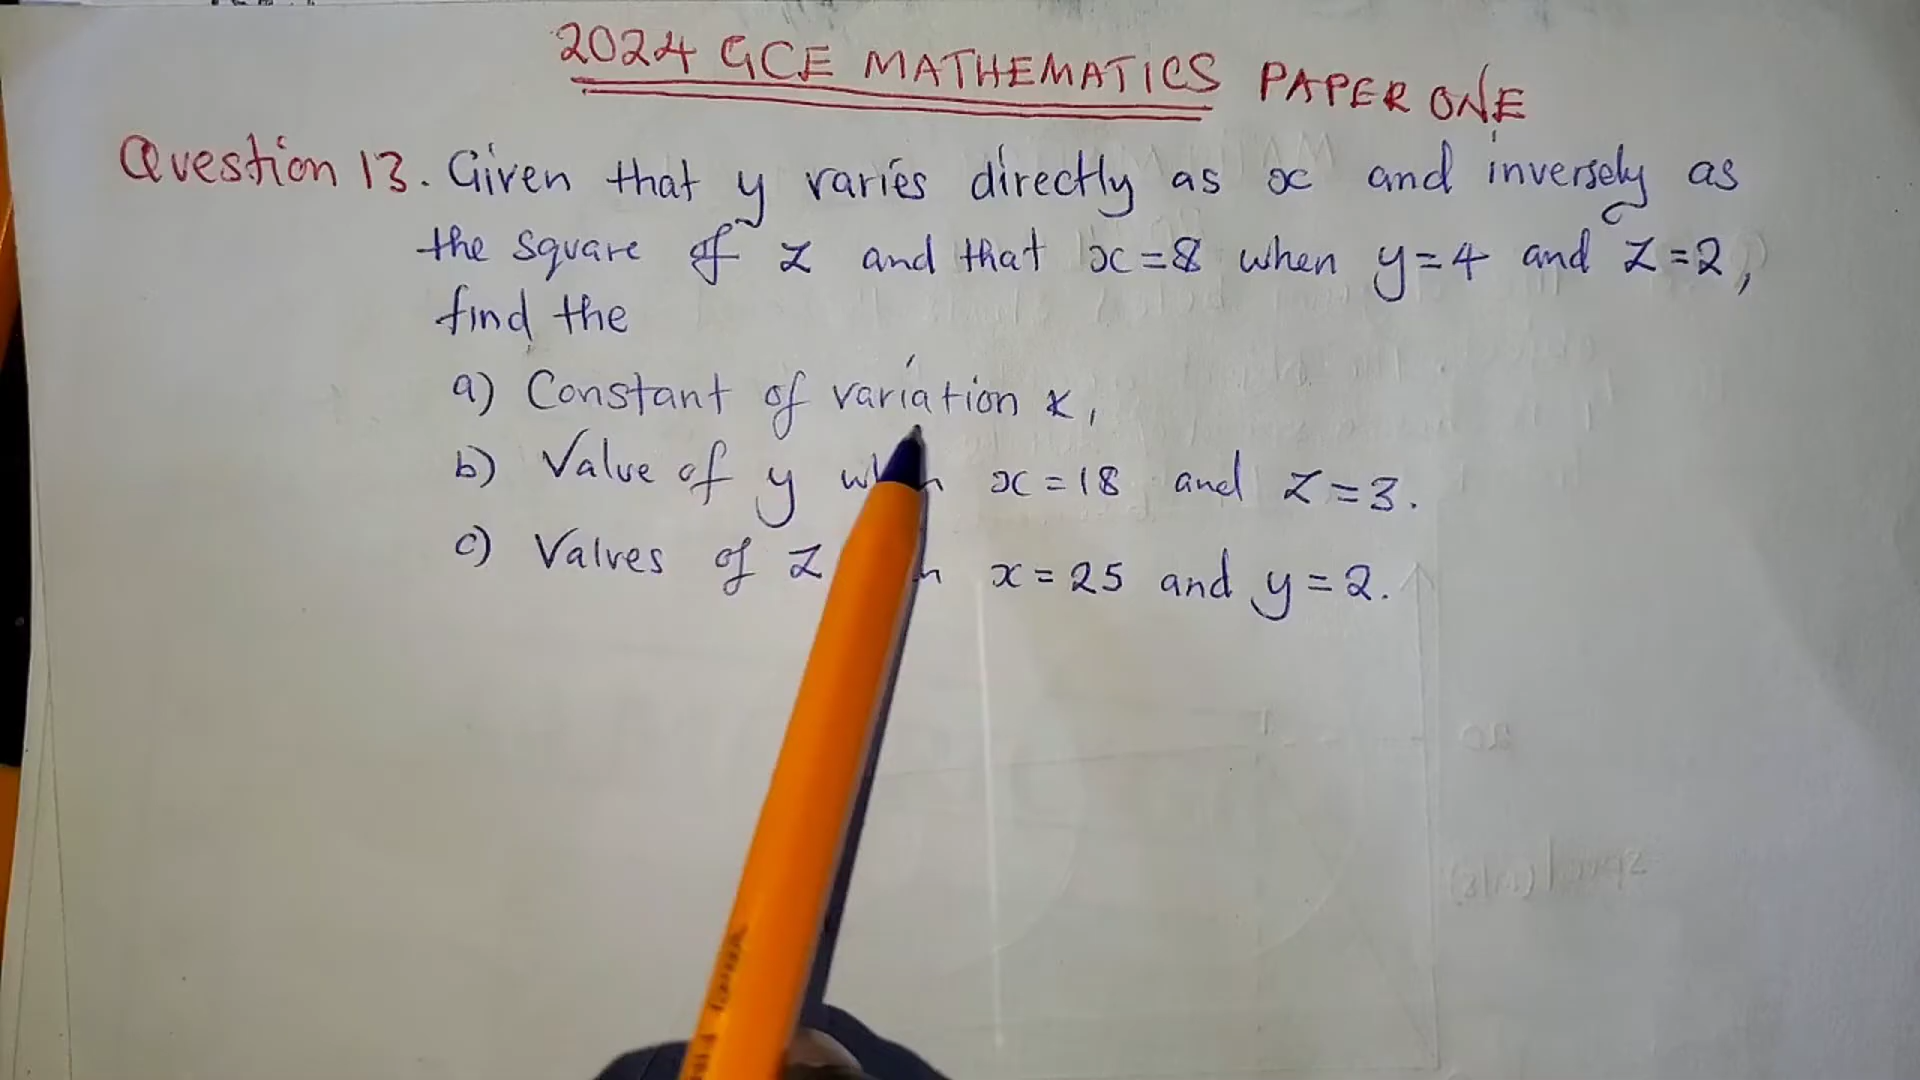 2024 GCE MATHEMATICS PAPER ONE
Question 13. Given that y varies directly as x and inversely as
the square of z and that x=8 when y=4 and z=2,
find the
a) Constant of variation k,
b) Value of y x=18 and z=3.
c) Values of z x=25 and y=2.